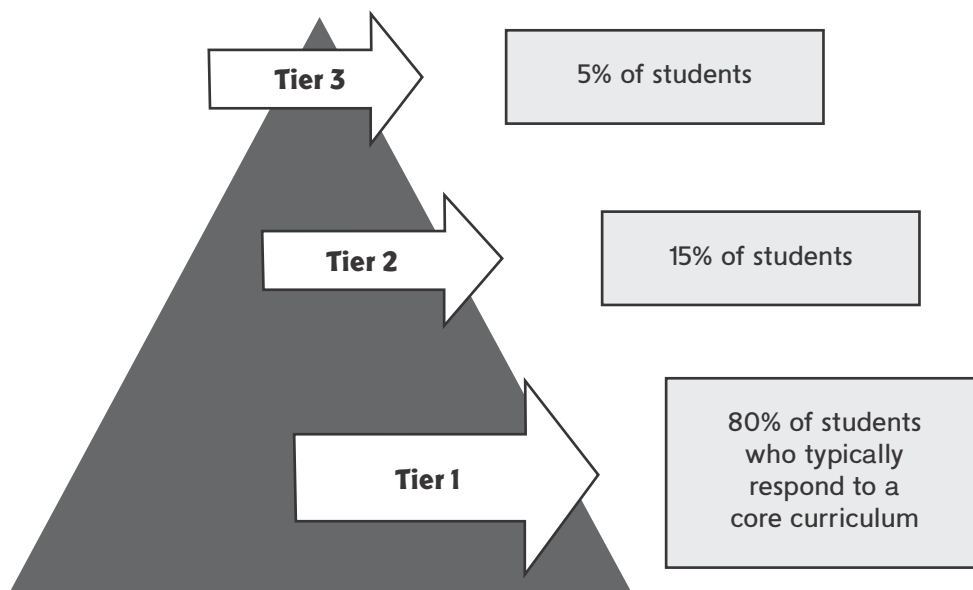 Tier 3
5% of students
Tier 2
15% of students
Tier 1
80% of students
who typically
respond to a
core curriculum